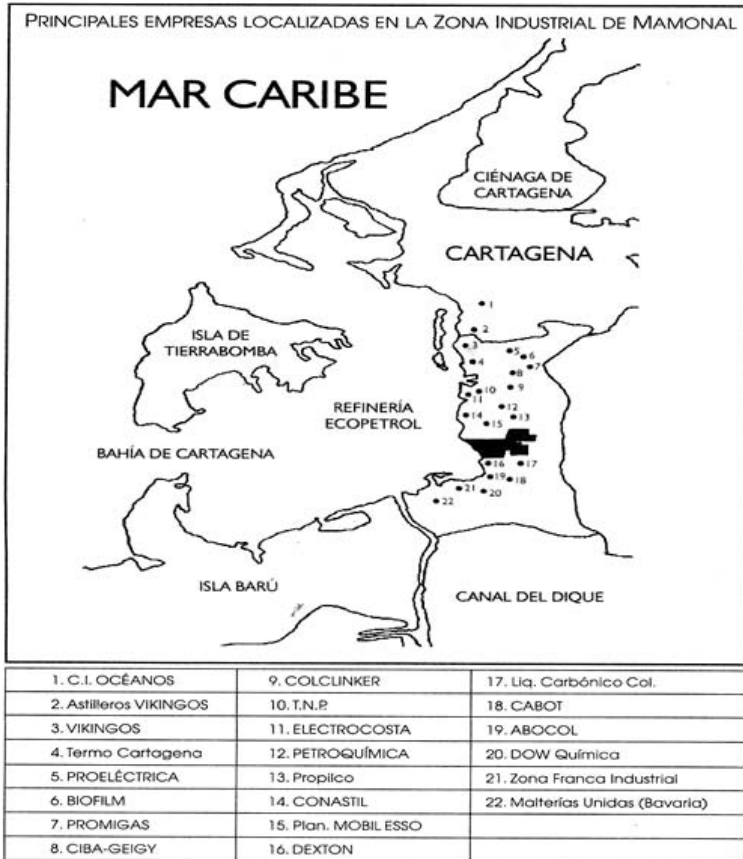 PRINCIPALES EMPRESAS LOCALIZADAS EN LA ZONA INDUSTRIAL DE MAMONAL
MAR CARIBE
CIÉNAGA DE
CARTAGENA
CARTAGENA
1
2
ISLA DE
TIERRABOMBA
3
5
6
4
7
8
9
10
11
REFINERÍA
ECOPETROL
12
14
13
15
BAHÍA DE CARTAGENA
16
17
19
18
21
20
22
ISLA BARÚ
CANAL DEL DIQUE
1. C.I. OCÉANOS
9. COLCLINKER
17. Liq. Carbónico Col.
2. Astilleros VIKINGOS
10. T.N.P.
18. CABOT
3. VIKINGOS
11. ELECTROCOSTA
19. ABOCOL
4. Termo Cartagena
12. PETROQUÍMICA
20. DOW Química
5. PROELÉCTRICA
13. Propilco
21. Zona Franca Industrial
6. BIOFILM
14. CONASTIL
22. Malterías Unidas (Bavaria)
7. PROMIGAS
15. Plan. MOBIL ESSO
8. CIBA-GEIGY
16. DEXTON